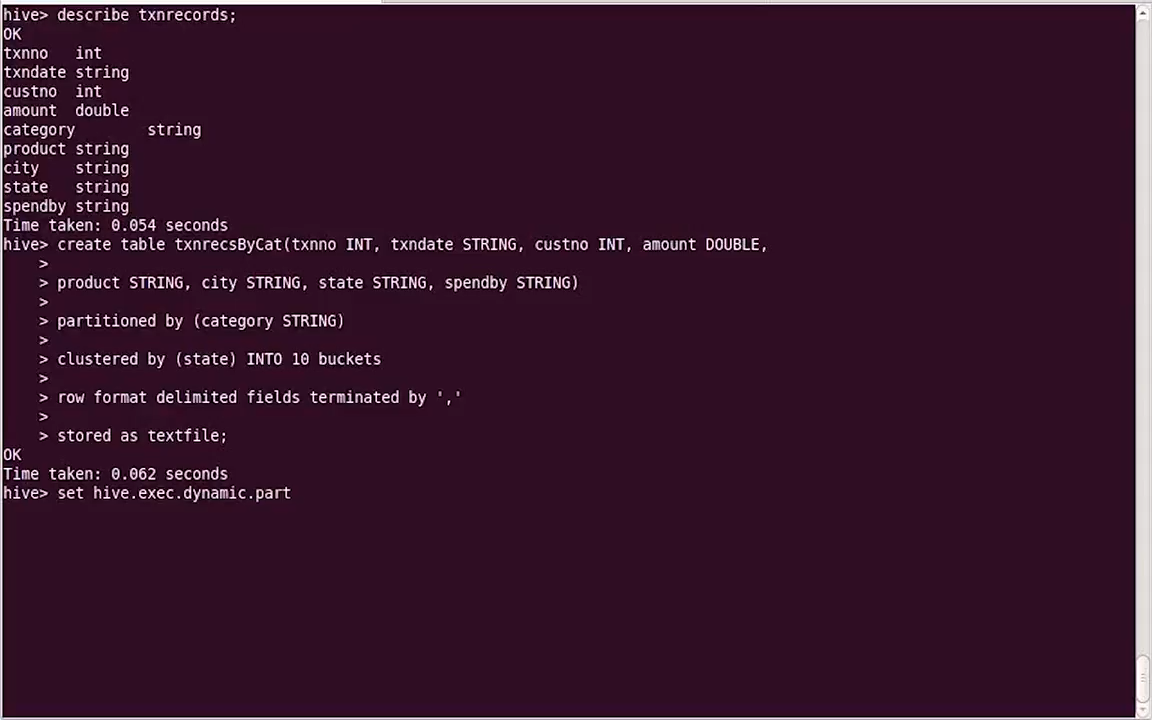 hive> describe txnrecords;
OK
txnno   int
txndate string
custno  int
amount  double
category        string
product string
city    string
state   string
spendby string
Time taken: 0.054 seconds
hive> create table txnrecsByCat(txnno INT, txndate STRING, custno INT, amount DOUBLE,
    >
    > product STRING, city STRING, state STRING, spendby STRING)
    >
    > partitioned by (category STRING)
    >
    > clustered by (state) INTO 10 buckets
    >
    > row format delimited fields terminated by ','
    >
    > stored as textfile;
OK
Time taken: 0.062 seconds
hive> set hive.exec.dynamic.part